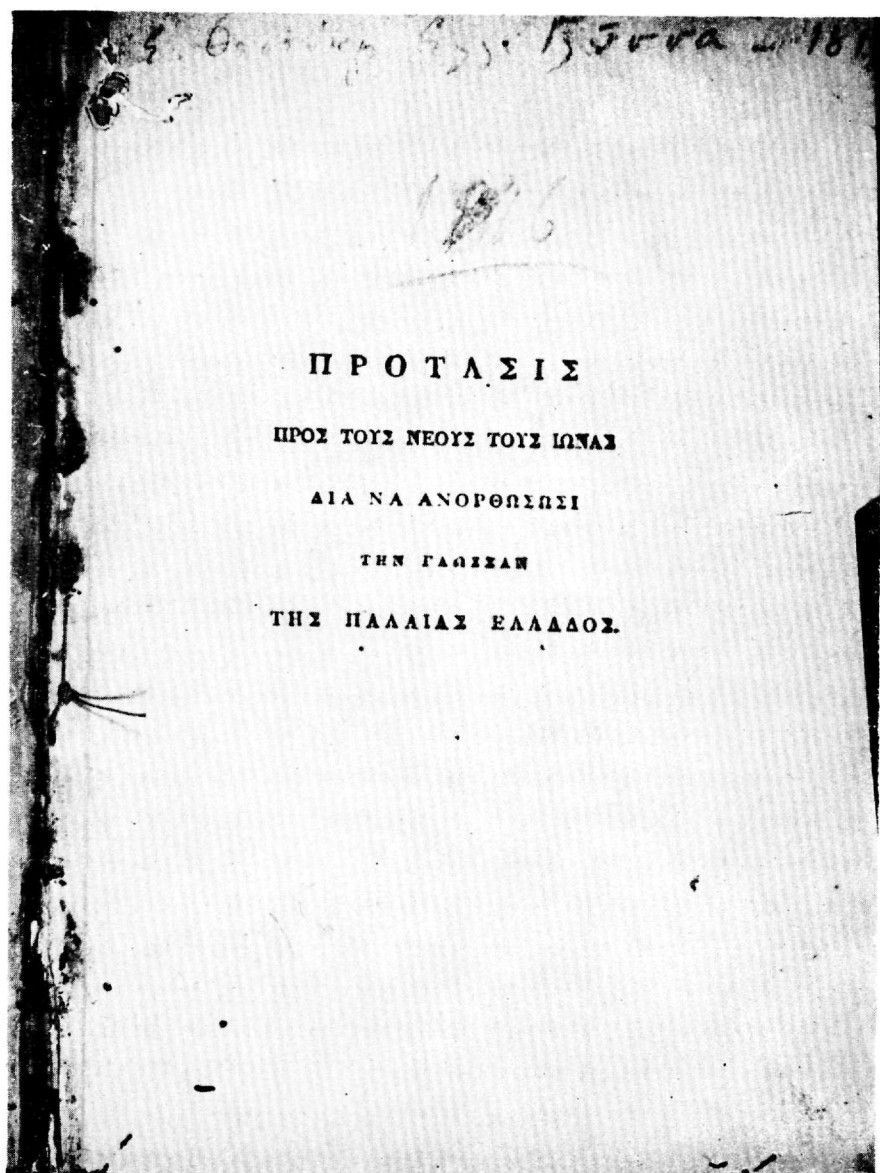 ΠΡΟΤΑΣΙΣ
ΠΡΟΣ ΤΟΥΣ ΝΕΟΥΣ ΤΟΥΣ ΙΩΝΑΣ
ΔΙΑ ΝΑ ΑΝΟΡΘΩΣΩΣΙ
ΤΗΝ ΓΛΩΣΣΑΝ
ΤΗΣ ΠΑΛΑΙΑΣ ΕΛΛΑΔΟΣ.